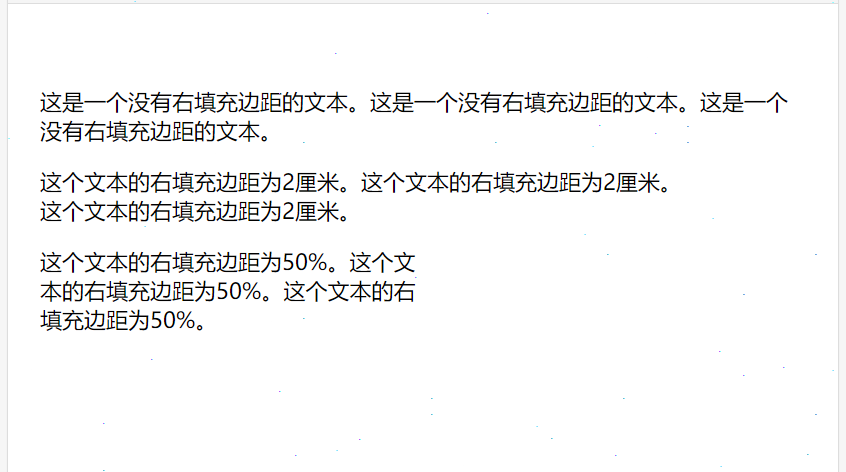 这是一个没有右填充边距的文本。这是一个没有右填充边距的文本。这是一个
没有右填充边距的文本。
这个文本的右填充边距为2厘米。这个文本的右填充边距为2厘米。
这个文本的右填充边距为2厘米。
这个文本的右填充边距为50%。这个文
本的右填充边距为50%。这个文本的右
填充边距为50%。